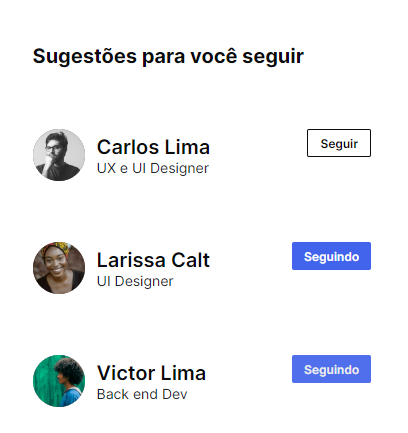 Sugestões para você seguir
Carlos Lima
Seguir
UX e UI Designer
Larissa Calt
Seguindo
UI Designer
Victor Lima
Seguindo
Back end Dev